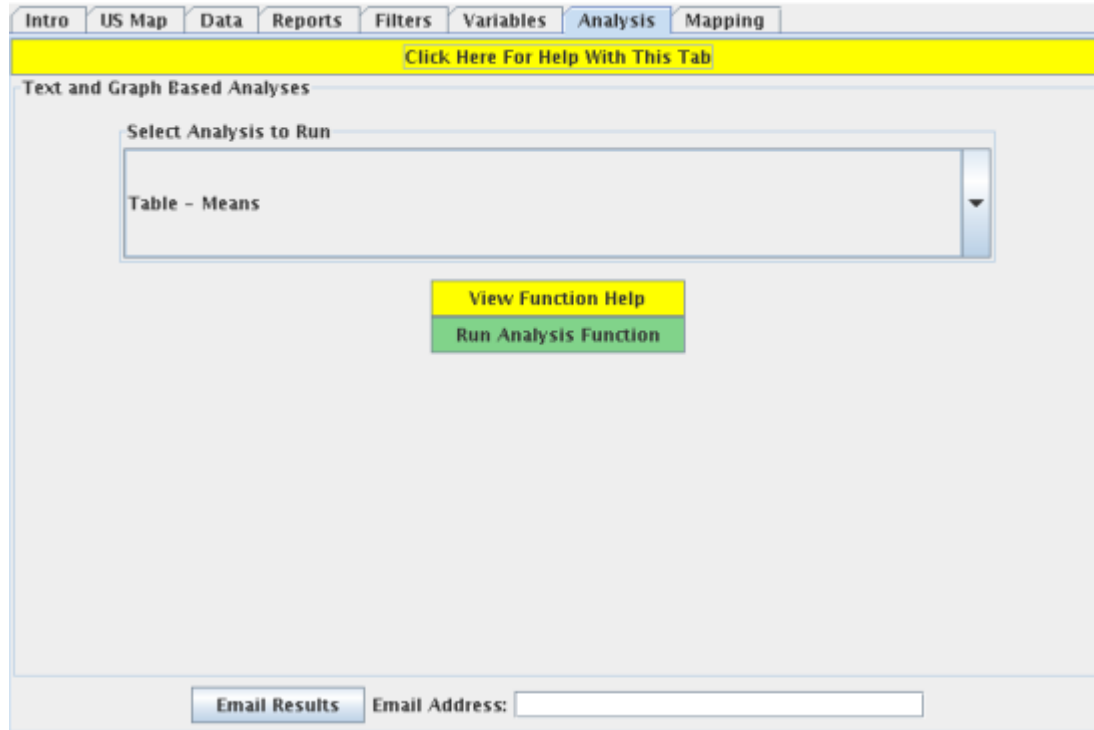 Intro US Map Data Reports Filters Variables Analysis Mapping
Click Here For Help With This Tab
Text and Graph Based Analyses
Select Analysis to Run
Table - Means
View Function Help
Run Analysis Function
Email Results Email Address: